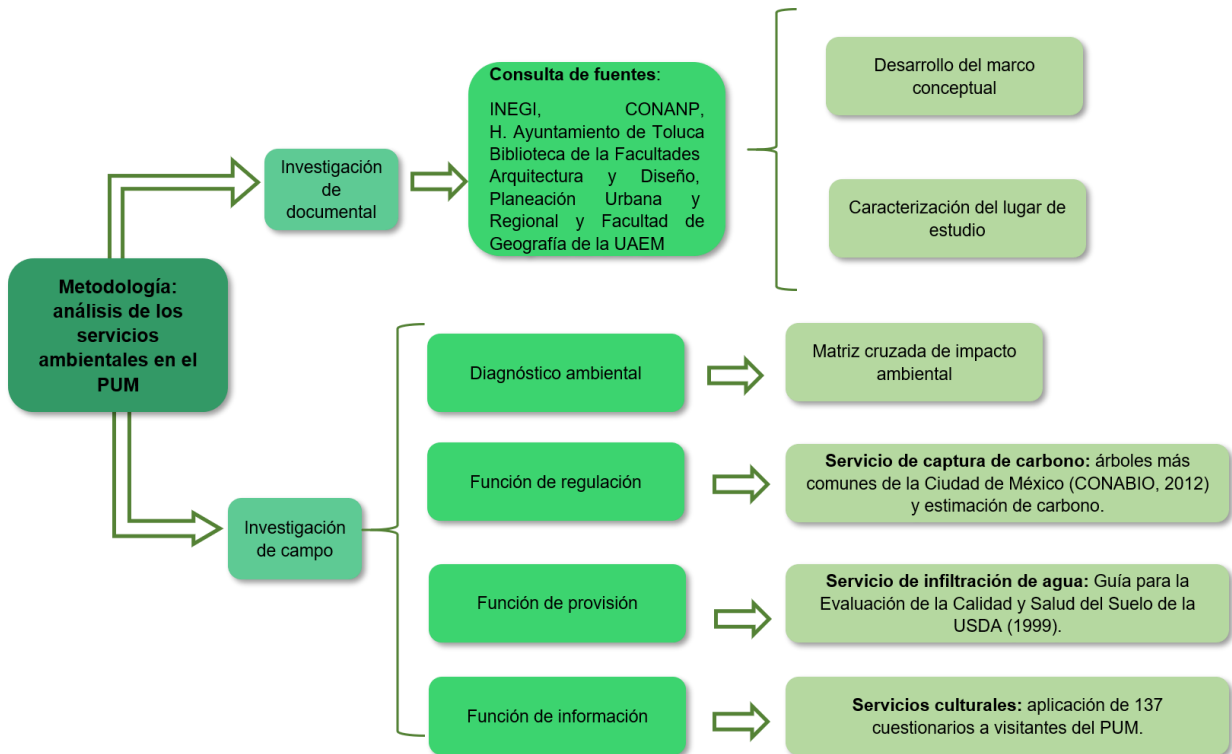 Metodología:
análisis de los
servicios
ambientales en el
PUM
Investigación
de
documental
Consulta de fuentes:
INEGI, CONANP,
H. Ayuntamiento de Toluca
Biblioteca de la Facultades
Arquitectura y Diseño,
Planeación Urbana y
Regional y Facultad de
Geografía de la UAEM
Desarrollo del marco
conceptual
Caracterización del lugar de
estudio
Investigación
de campo
Diagnóstico ambiental
Matriz cruzada de impacto
ambiental
Función de regulación
Servicio de captura de carbono: árboles más
comunes de la Ciudad de México (CONABIO, 2012)
y estimación de carbono.
Función de provisión
Servicio de infiltración de agua: Guía para la
Evaluación de la Calidad y Salud del Suelo de la
USDA (1999).
Función de información
Servicios culturales: aplicación de 137
cuestionarios a visitantes del PUM.